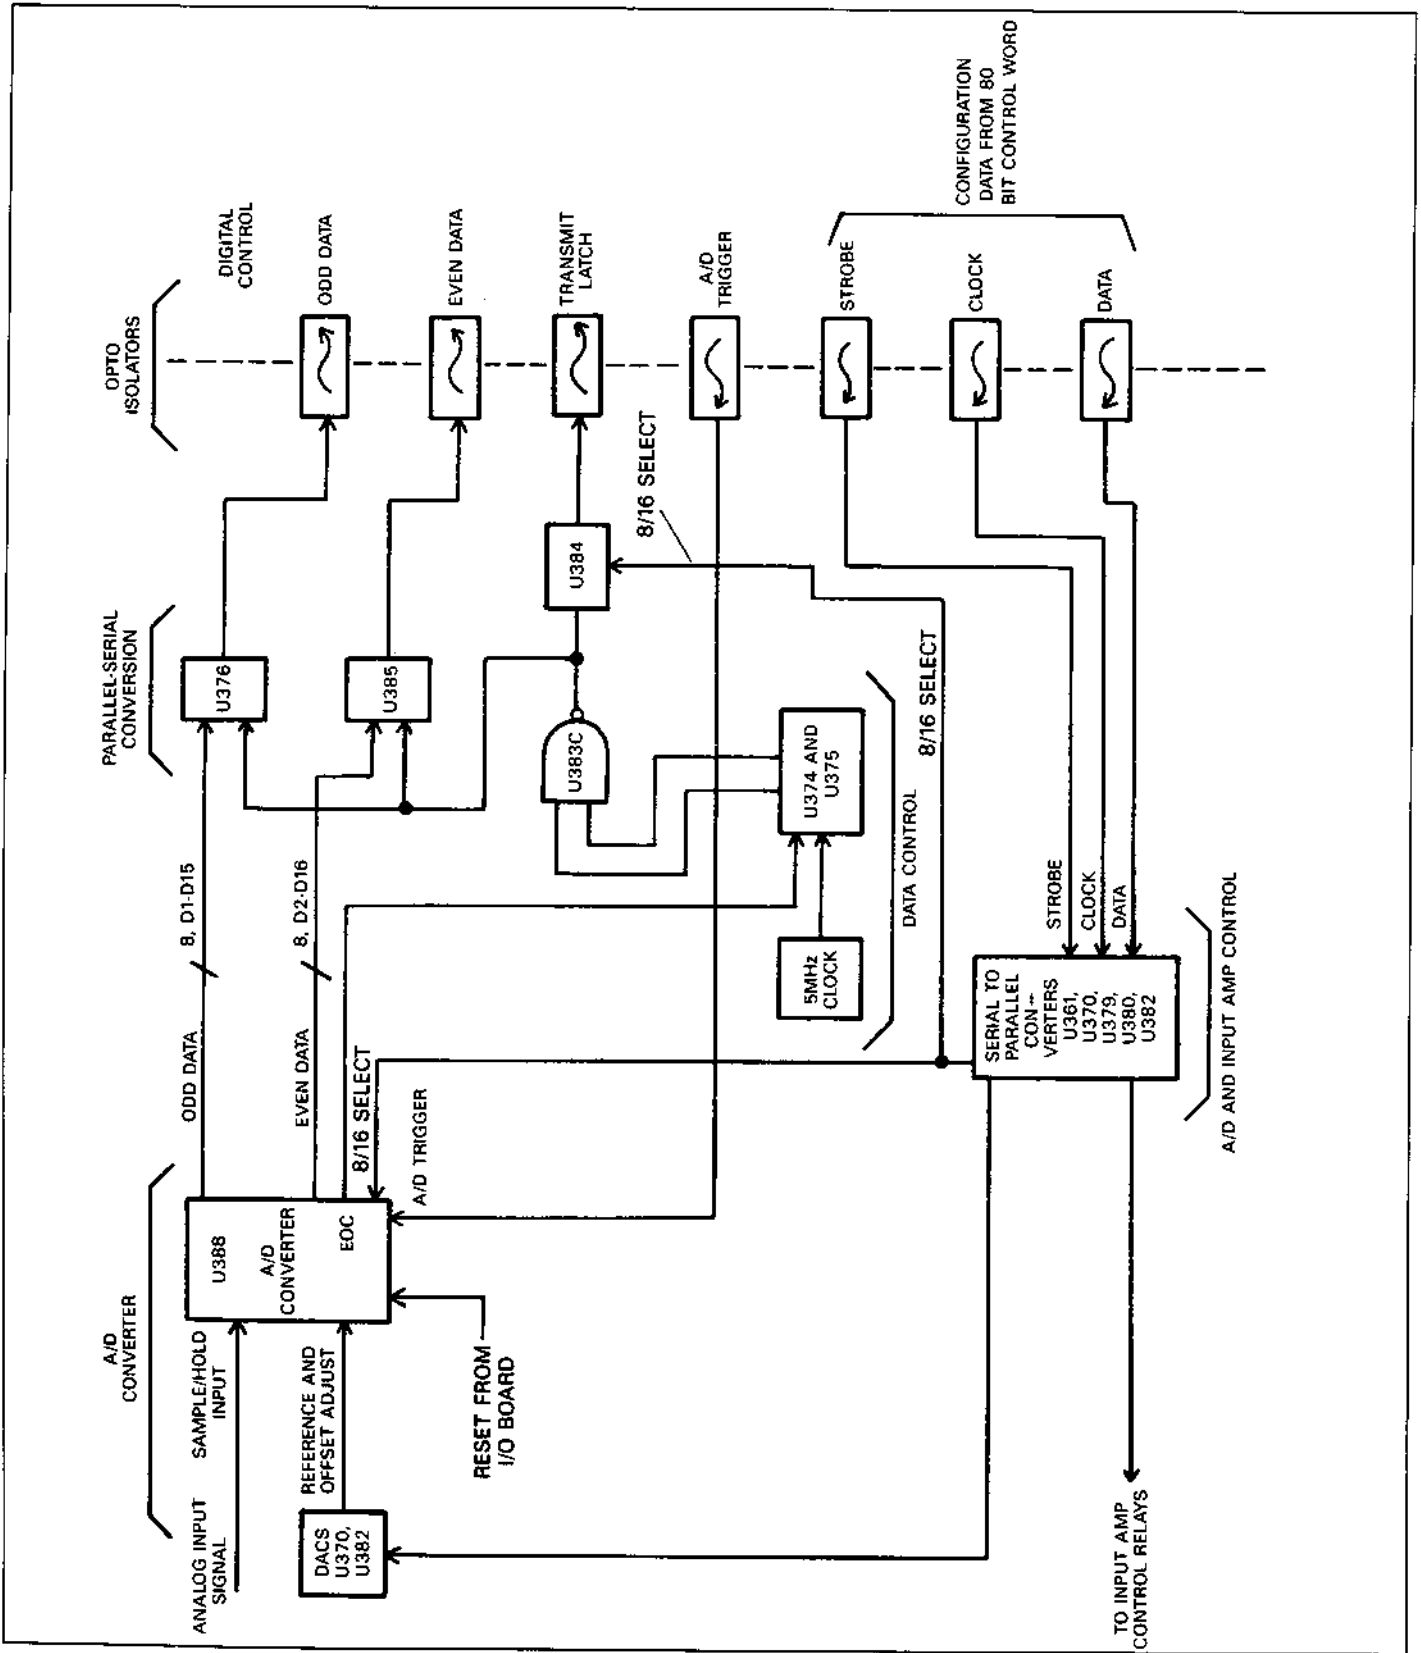 A/D
CONVERTER
PARALLEL-SERIAL
CONVERSION
OPTO
ISOLATORS
ANALOG INPUT
SIGNAL
SAMPLE/HOLD
INPUT
U388
A/D
CONVERTER
EOC
ODD DATA
8, D1-D15
U376
DIGITAL
CONTROL
ODD DATA
DACS
U370,
U382
REFERENCE AND
OFFSET ADJUST
EVEN DATA
8, D2-D16
U385
EVEN DATA
8/16 SELECT
A/D TRIGGER
RESET FROM
I/O BOARD
U383C
U384
TRANSMIT
LATCH
8/16 SELECT
A/D
TRIGGER
5MHz
CLOCK
U374 AND
U375
DATA CONTROL
8/16 SELECT
STROBE
CLOCK
DATA
CONFIGURATION
DATA FROM 80
BIT CONTROL WORD
SERIAL TO
PARALLEL
CON-
VERTERS
U361,
U370,
U379,
U380,
U382
STROBE
CLOCK
DATA
TO INPUT AMP
CONTROL RELAYS
A/D AND INPUT AMP CONTROL